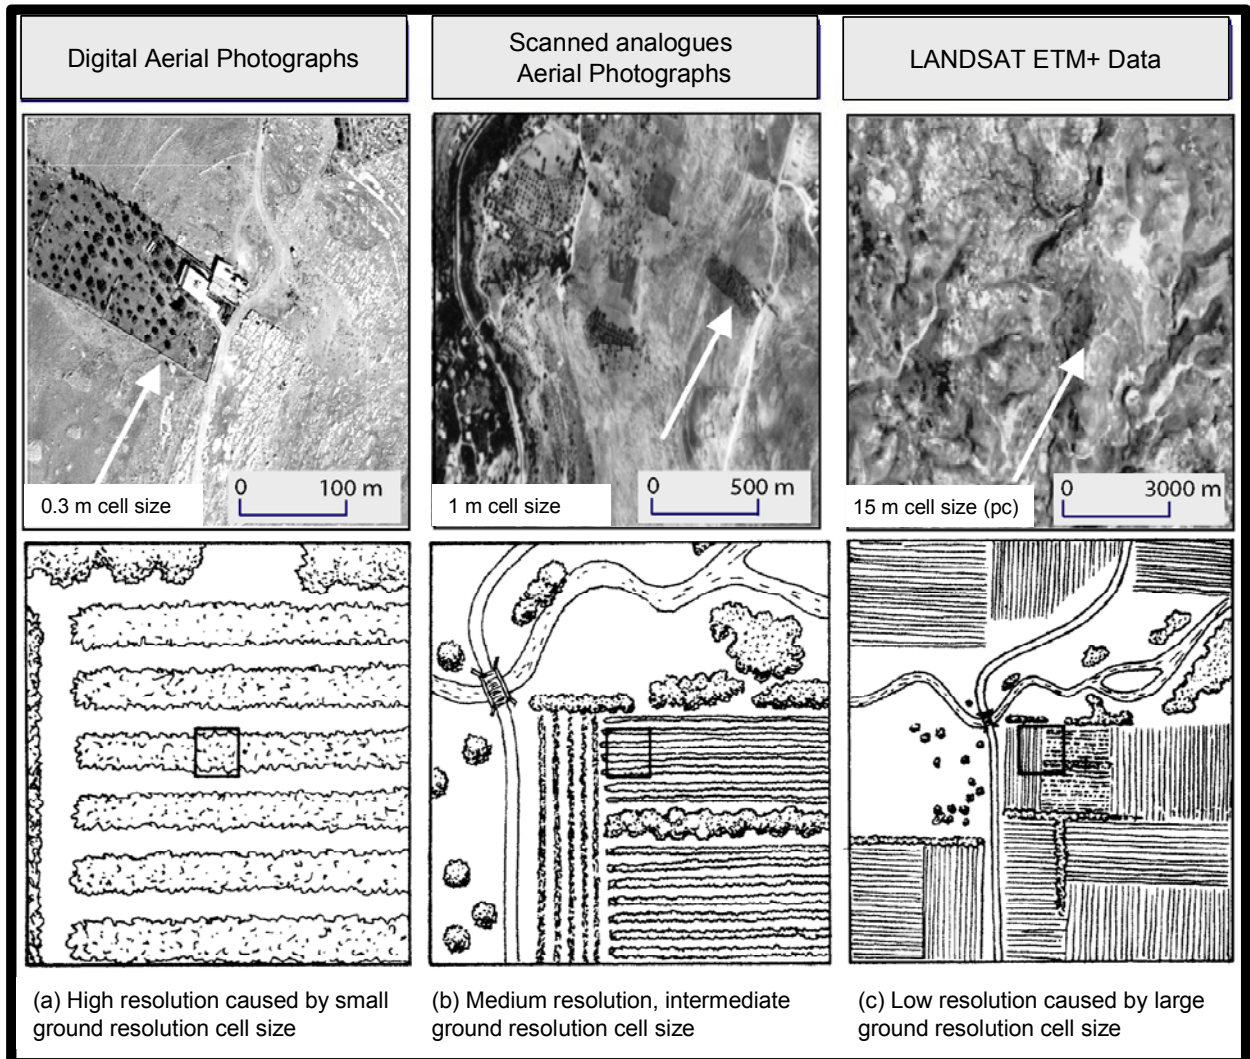 Digital Aerial Photographs
Scanned analogues
Aerial Photographs
LANDSAT ETM+ Data
0.3 m cell size
0 100 m
1 m cell size
0 500 m
15 m cell size (pc)
0 3000 m
(a) High resolution caused by small
ground resolution cell size
(b) Medium resolution, intermediate
ground resolution cell size
(c) Low resolution caused by large
ground resolution cell size